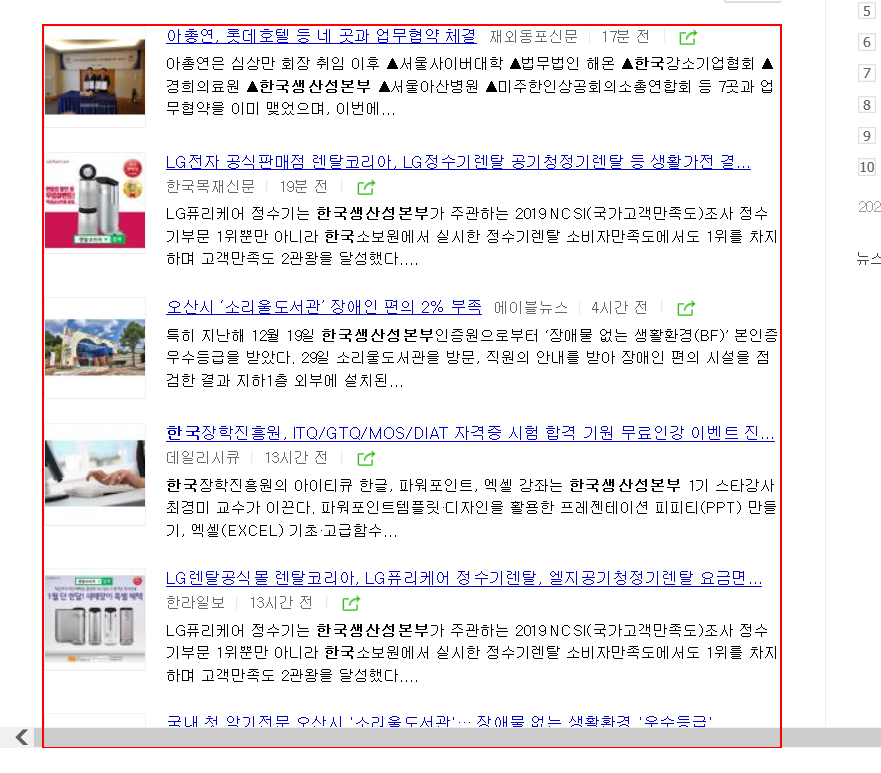 아총연, 롯데호텔 등 네 곳과 업무협약 체결 재외동포신문 17분 전
아총연은 심상만 회장 취임 이후 ▲서울사이버대학 ▲법무법인 해온 ▲한국강소기업협회 ▲
경희의료원 ▲한국생산성본부 ▲서울아산병원 ▲미주한인상공회의소총연합회 등 7곳과 업
무협약을 이미 맺었으며, 이번에...
LG전자 공식판매점 렌탈코리아, LG정수기렌탈 공기청정기렌탈 등 생활가전 결...
한국목재신문 19분 전
LG퓨리케어 정수기는 한국생산성본부가 주관하는 2019 NCSI(국가고객만족도)조사 정수
기부문 1위뿐만 아니라 한국소보원에서 실시한 정수기렌탈 소비자만족도에서도 1위를 차지
하며 고객만족도 2관왕을 달성했다....
오산시 ‘소리울도서관’ 장애인 편의 2% 부족 에이블뉴스 4시간 전
특히 지난해 12월 19일 한국생산성본부인증원으로부터 ‘장애물 없는 생활환경(BF)’ 본인증
우수등급을 받았다. 29일 소리울도서관을 방문, 직원의 안내를 받아 장애인 편의 시설을 점
검한 결과 지하1층 외부에 설치된...
한국장학진흥원, ITQ/GTQ/MOS/DIAT 자격증 시험 합격 기원 무료인강 이벤트 진...
데일리시큐 13시간 전
한국장학진흥원의 아이티큐 한글, 파워포인트, 엑셀 강좌는 한국생산성본부 1기 스타강사
최경미 교수가 이끈다. 파워포인트템플릿·디자인을 활용한 프레젠테이션 피피티(PPT) 만들
기, 엑셀(EXCEL) 기초·고급함수...
LG렌탈공식몰 렌탈코리아, LG퓨리케어 정수기렌탈, 엘지공기청정기렌탈 요금면...
한라일보 13시간 전
LG퓨리케어 정수기는 한국생산성본부가 주관하는 2019 NCSI(국가고객만족도)조사 정수
기부문 1위뿐만 아니라 한국소보원에서 실시한 정수기렌탈 소비자만족도에서도 1위를 차지
하며 고객만족도 2관왕을 달성했다....
국내 첫 악기전문 오산시 '소리울도서관'… 장애물 없는 생활환경 '우수등급'
5
6
7
8
9
10
202
뉴스